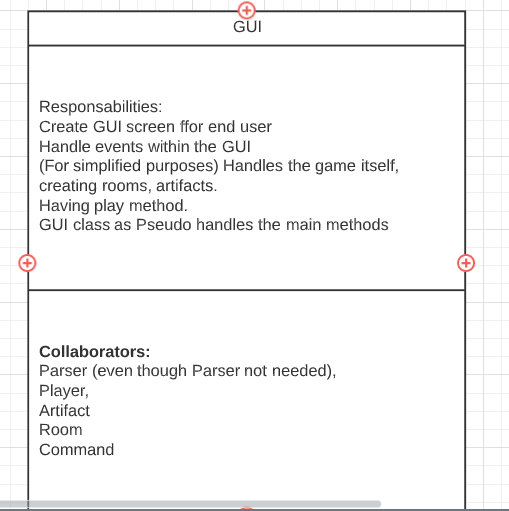 GUI
Responsabilities:
Create GUI screen ffor end user
Handle events within the GUI
(For simplified purposes) Handles the game itself,
creating rooms, artifacts.
Having play method.
GUI class as Pseudo handles the main methods
Collaborators:
Parser (even though Parser not needed),
Player,
Artifact
Room
Command